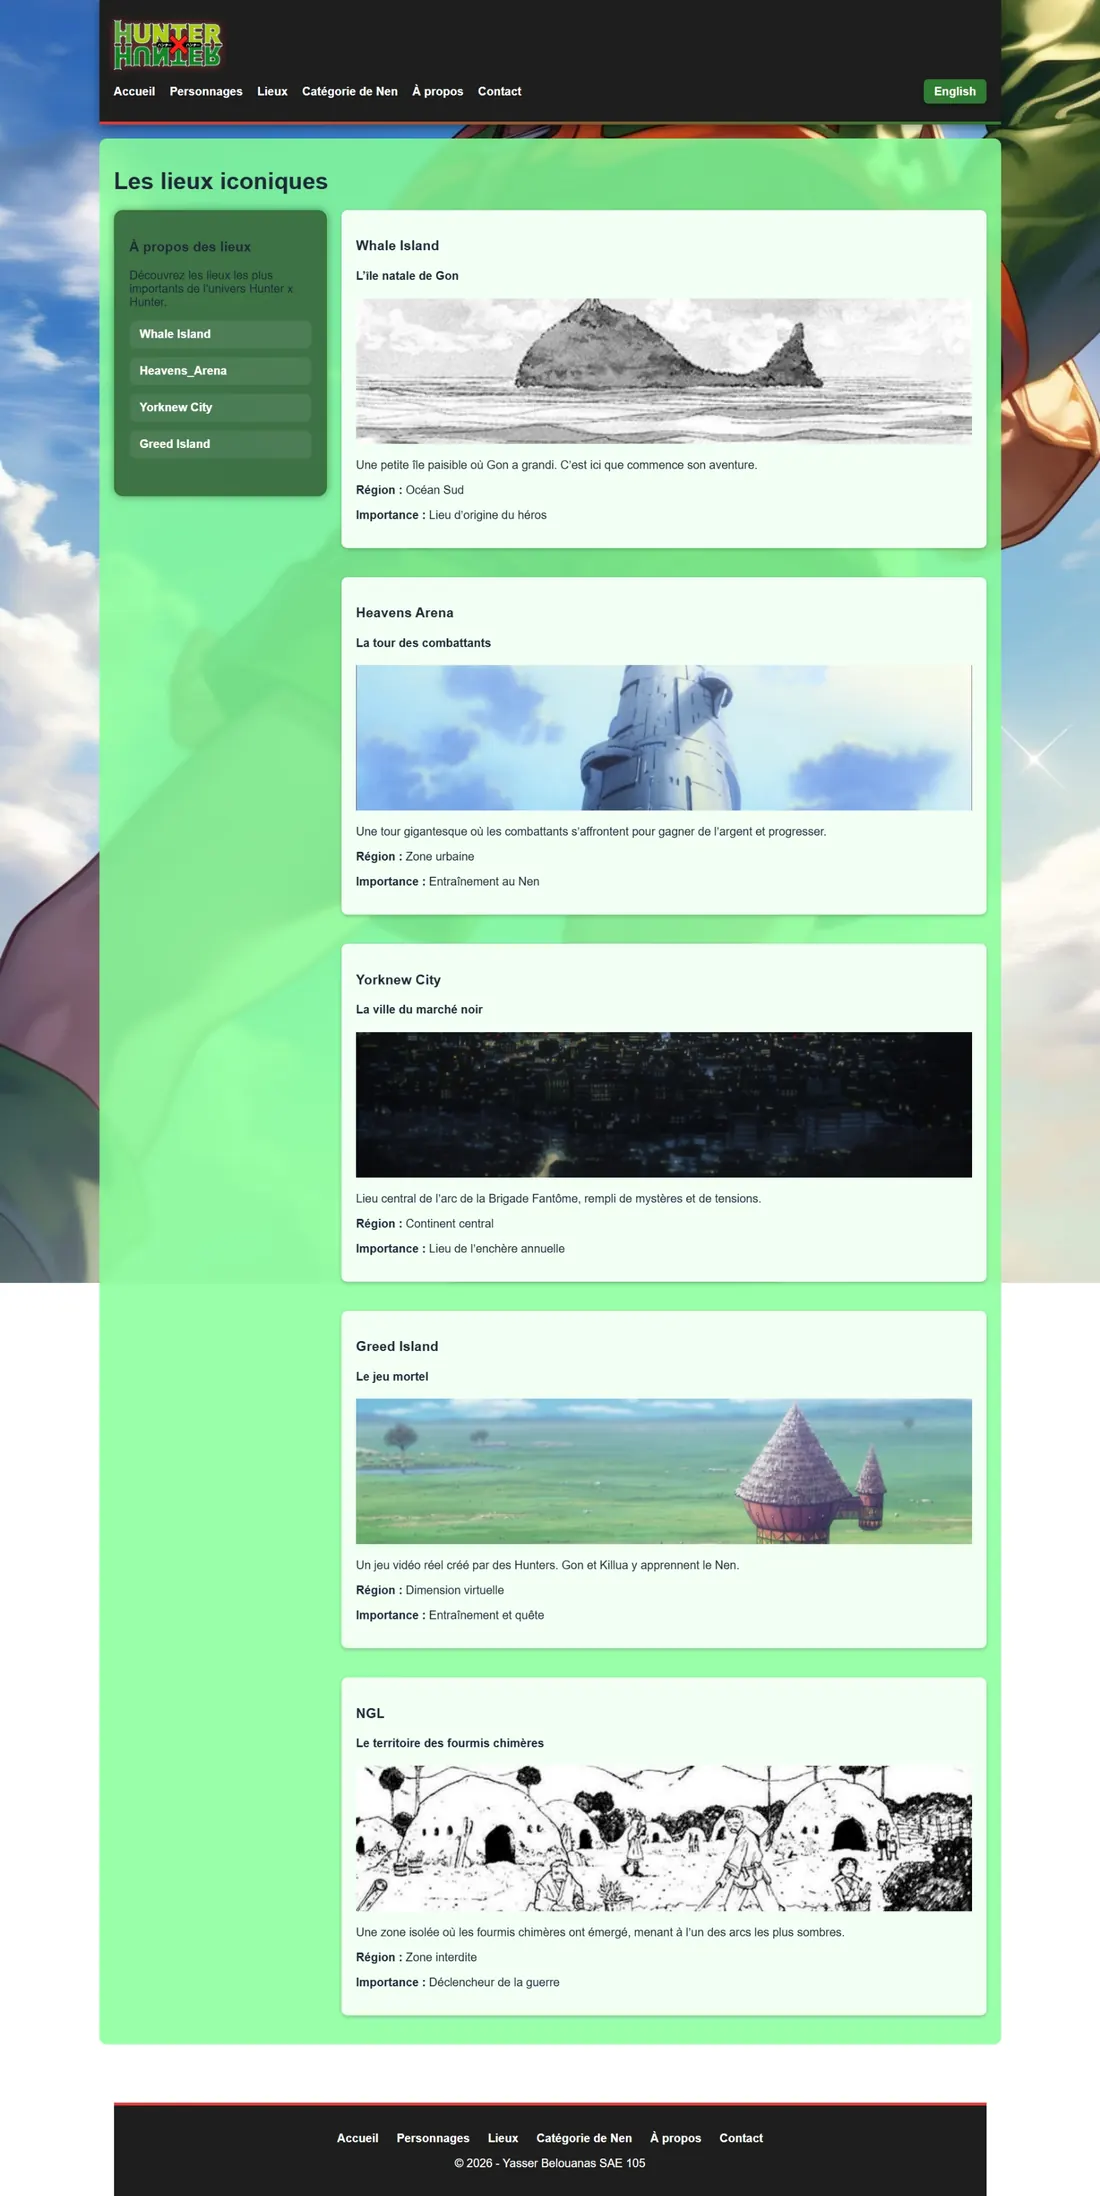 HUNTER
HUNTER
Accueil Personnages Lieux Catégorie de Nen À propos Contact English
Les lieux iconiques
À propos des lieux
Découvrez les lieux les plus
importants de l'univers Hunter x
Hunter.
Whale Island
Heavens_Arena
Yorknew City
Greed Island
Whale Island
L'île natale de Gon
Une petite île paisible où Gon a grandi. C'est ici que commence son aventure.
Région : Océan Sud
Importance : Lieu d'origine du héros
Heavens Arena
La tour des combattants
Une tour gigantesque où les combattants s'affrontent pour gagner de l'argent et progresser.
Région : Zone urbaine
Importance : Entraînement au Nen
Yorknew City
La ville du marché noir
Lieu central de l'arc de la Brigade Fantôme, rempli de mystères et de tensions.
Région : Continent central
Importance : Lieu de l'enchère annuelle
Greed Island
Le jeu mortel
Un jeu vidéo réel créé par des Hunters. Gon et Killua y apprennent le Nen.
Région : Dimension virtuelle
Importance : Entraînement et quête
NGL
Le territoire des fourmis chimères
Une zone isolée où les fourmis chimères ont émergé, menant à l'un des arcs les plus sombres.
Région : Zone interdite
Importance : Déclencheur de la guerre
Accueil Personnages Lieux Catégorie de Nen À propos Contact
© 2026 - Yasser Belouanas SAE 105